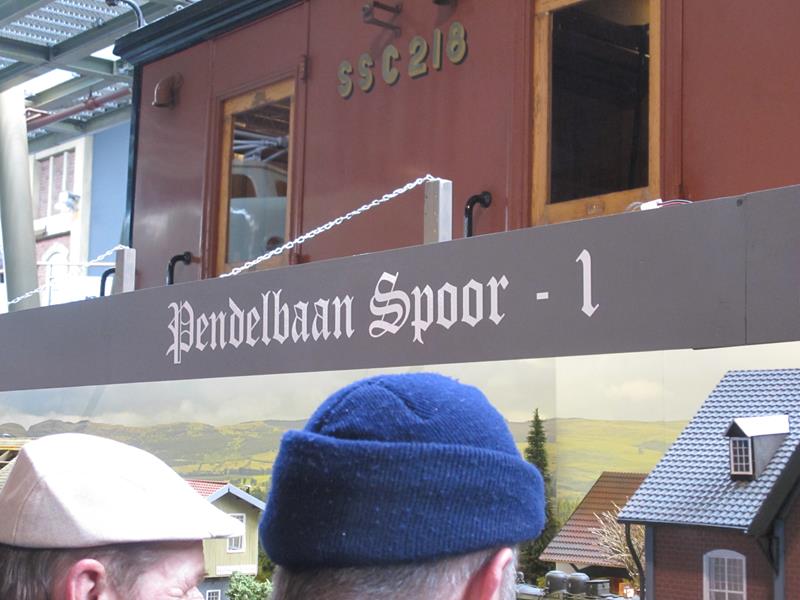 SSC218
Pendelbaan Spoor - 1